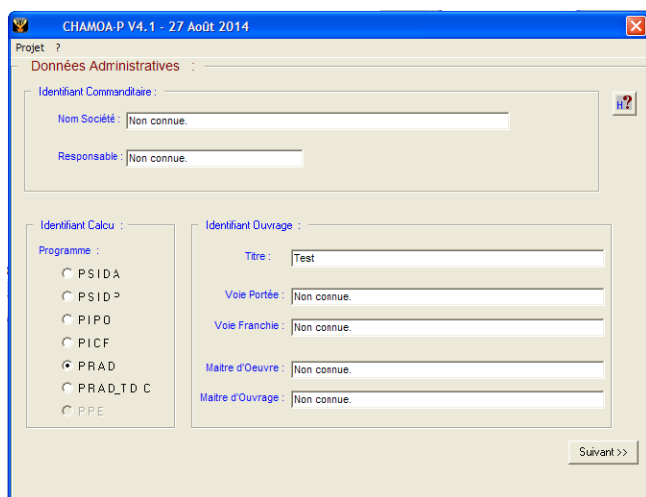 CHAMOA-P V4.1 - 27 Août 2014
Projet ?
Données Administratives :
Identifiant Commanditaire :
H?
Nom Société : Non connue.
Responsable : Non connue.
Identifiant Calcu :
Identifiant Ouvrage :
Programme :
Titre : Test
PSIDA
PSIDP
Voie Portée : Non connue.
PIPO
Voie Franchie : Non connue.
PICF
PRAD
Maitre d'Oeuvre : Non connue.
PRAD_TD C
Maitre d'Ouvrage : Non connue.
PPE
Suivant >>